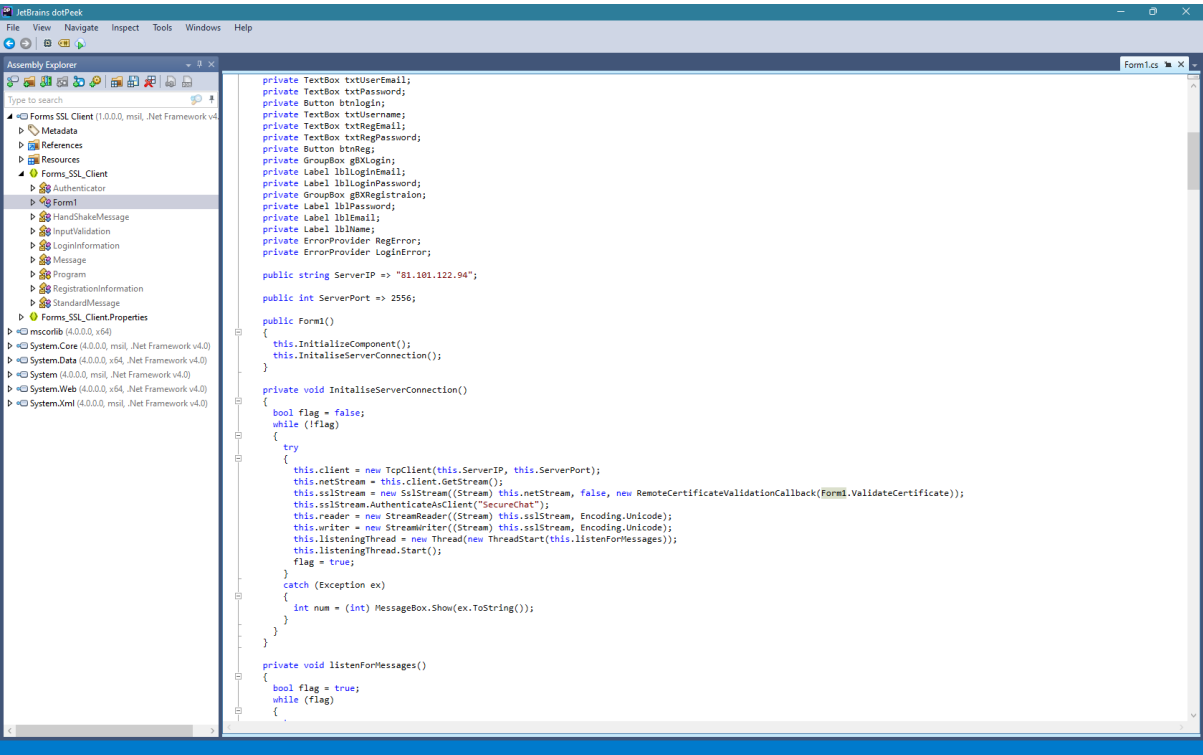 JetBrains dotPeek
File View Navigate Inspect Tools Windows Help
Assembly Explorer
Form1.cs
Type to search
Forms SSL Client (1.0.0.0, msil, .Net Framework v4.
Metadata
References
Resources
Forms_SSL_Client
Authenticator
Form1
HandShakeMessage
InputValidation
LoginInformation
Message
Program
RegistrationInformation
StandardMessage
Forms_SSL_Client.Properties
mscorlib (4.0.0.0, x64)
System.Core (4.0.0.0, msil, .Net Framework v4.0)
System.Data (4.0.0.0, x64, .Net Framework v4.0)
System (4.0.0.0, msil, .Net Framework v4.0)
System.Web (4.0.0.0, x64, .Net Framework v4.0)
System.Xml (4.0.0.0, msil, .Net Framework v4.0)
private TextBox txtUserEmail;
private TextBox txtPassword;
private Button btnlogin;
private TextBox txtUsername;
private TextBox txtRegEmail;
private TextBox txtRegPassword;
private Button btnReg;
private GroupBox gBXLogin;
private Label lblLoginEmail;
private Label lblLoginPassword;
private GroupBox gBXRegistraion;
private Label lblPassword;
private Label lblEmail;
private Label lblName;
private ErrorProvider RegError;
private ErrorProvider LoginError;
public string ServerIP => "81.101.122.94";
public int ServerPort => 2556;
public Form1()
{
this.InitializeComponent();
this.InitaliseServerConnection();
}
private void InitaliseServerConnection()
{
bool flag = false;
while (!flag)
{
try
{
this.client = new TcpClient(this.ServerIP, this.ServerPort);
this.netStream = this.client.GetStream();
this.sslStream = new SslStream((Stream) this.netStream, false, new RemoteCertificateValidationCallback(Form1.ValidateCertificate));
this.sslStream.AuthenticateAsClient("SecureChat");
this.reader = new StreamReader((Stream) this.sslStream, Encoding.Unicode);
this.writer = new StreamWriter((Stream) this.sslStream, Encoding.Unicode);
this.listeningThread = new Thread(new ThreadStart(this.listenForMessages));
this.listeningThread.Start();
flag = true;
}
catch (Exception ex)
{
int num = (int) MessageBox.Show(ex.ToString());
}
}
}
private void listenForMessages()
{
bool flag = true;
while (flag)
{